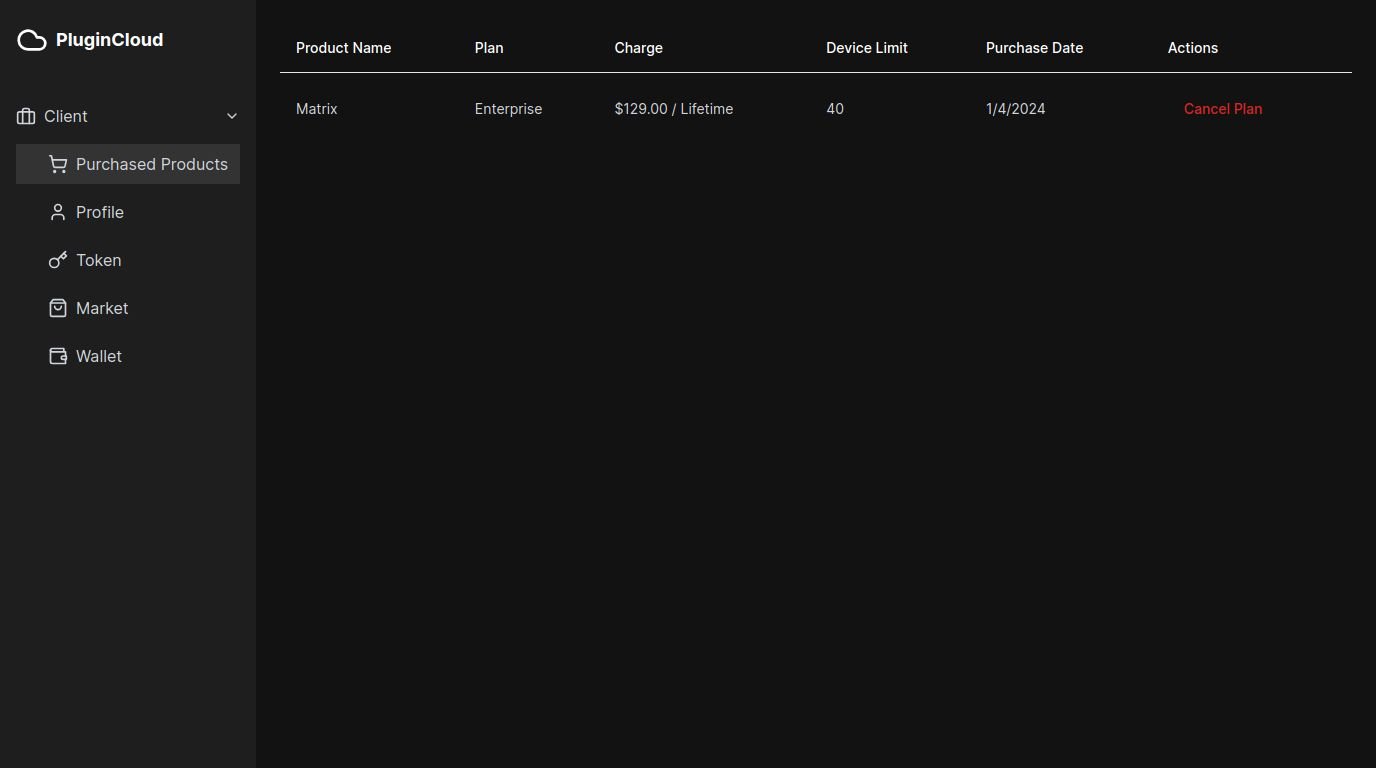 PluginCloud
Client
Purchased Products
Profile
Token
Market
Wallet
Product Name Plan Charge Device Limit Purchase Date Actions
Matrix Enterprise $129.00 / Lifetime 40 1/4/2024 Cancel Plan